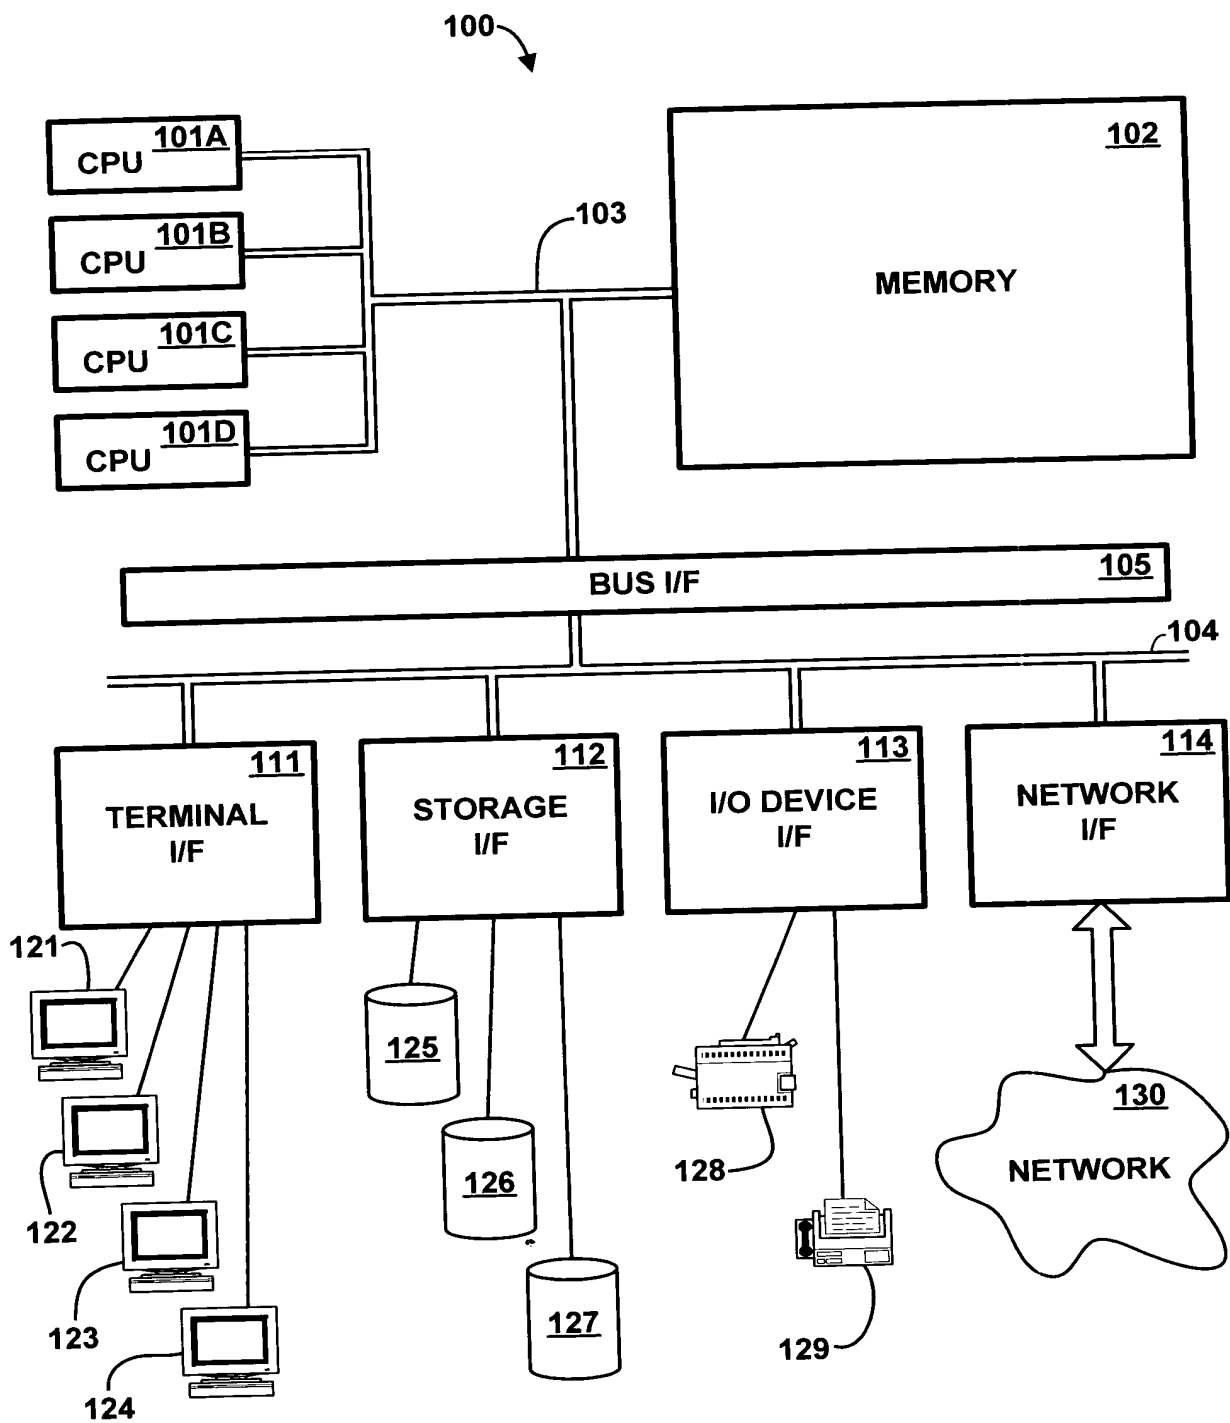 100
101A
CPU
101B
CPU
101C
CPU
101D
CPU
102
MEMORY
103
BUS I/F
105
104
111
TERMINAL
I/F
112
STORAGE
I/F
113
I/O DEVICE
I/F
114
NETWORK
I/F
121
122
123
124
125
126
127
128
129
130
NETWORK